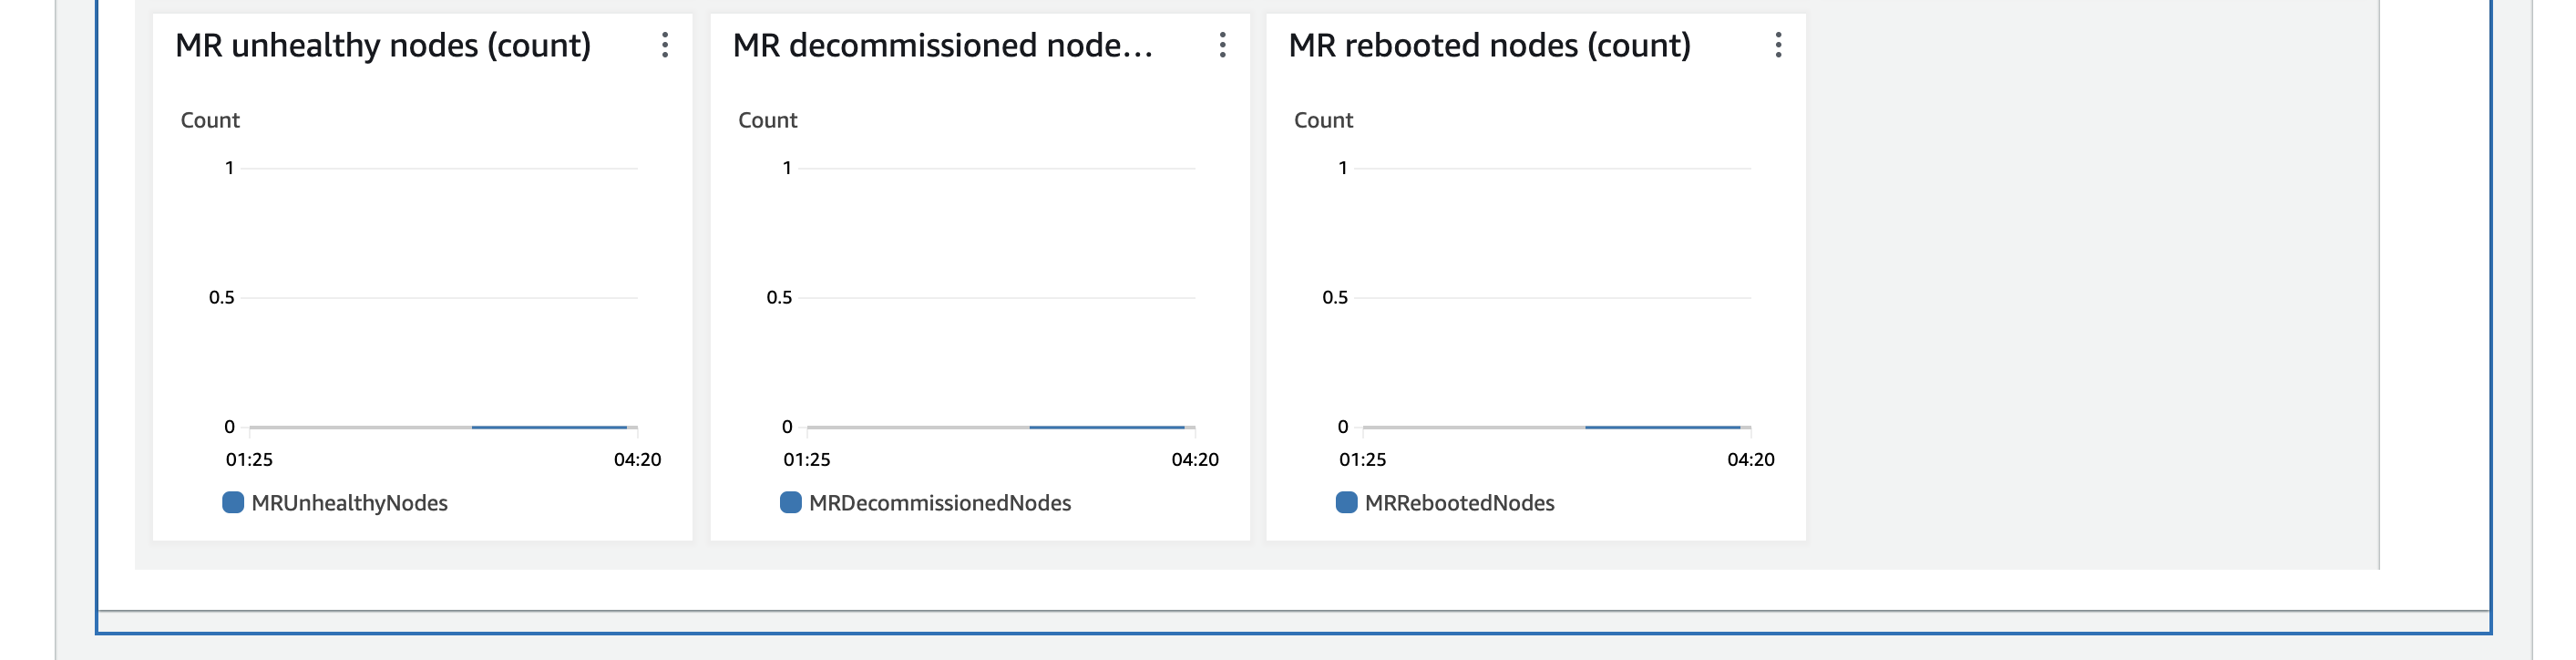 MR unhealthy nodes (count)
Count
1
0.5
0
01:25
04:20
MRUnhealthyNodes
MR decommissioned node...
Count
1
0.5
0
01:25
04:20
MRDecommissionedNodes
MR rebooted nodes (count)
Count
1
0.5
0
01:25
04:20
MRRebootedNodes